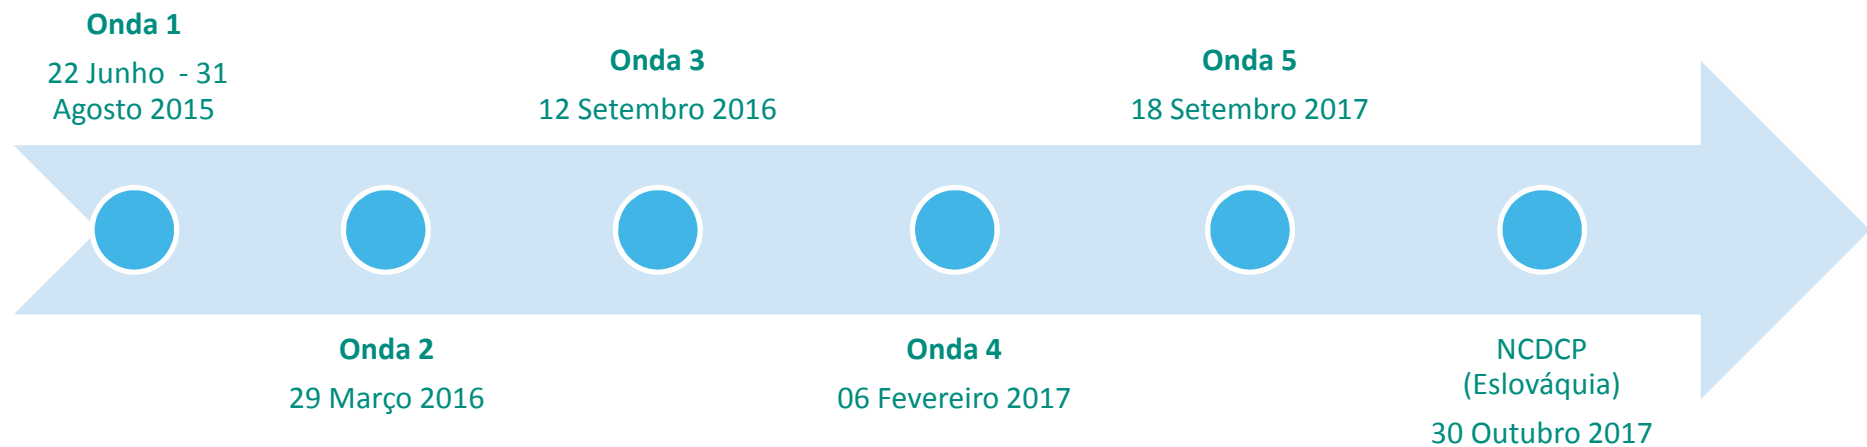 Onda 1
22 Junho - 31
Agosto 2015
Onda 2
29 Março 2016
Onda 3
12 Setembro 2016
Onda 4
06 Fevereiro 2017
Onda 5
18 Setembro 2017
NCDCP
(Eslováquia)
30 Outubro 2017